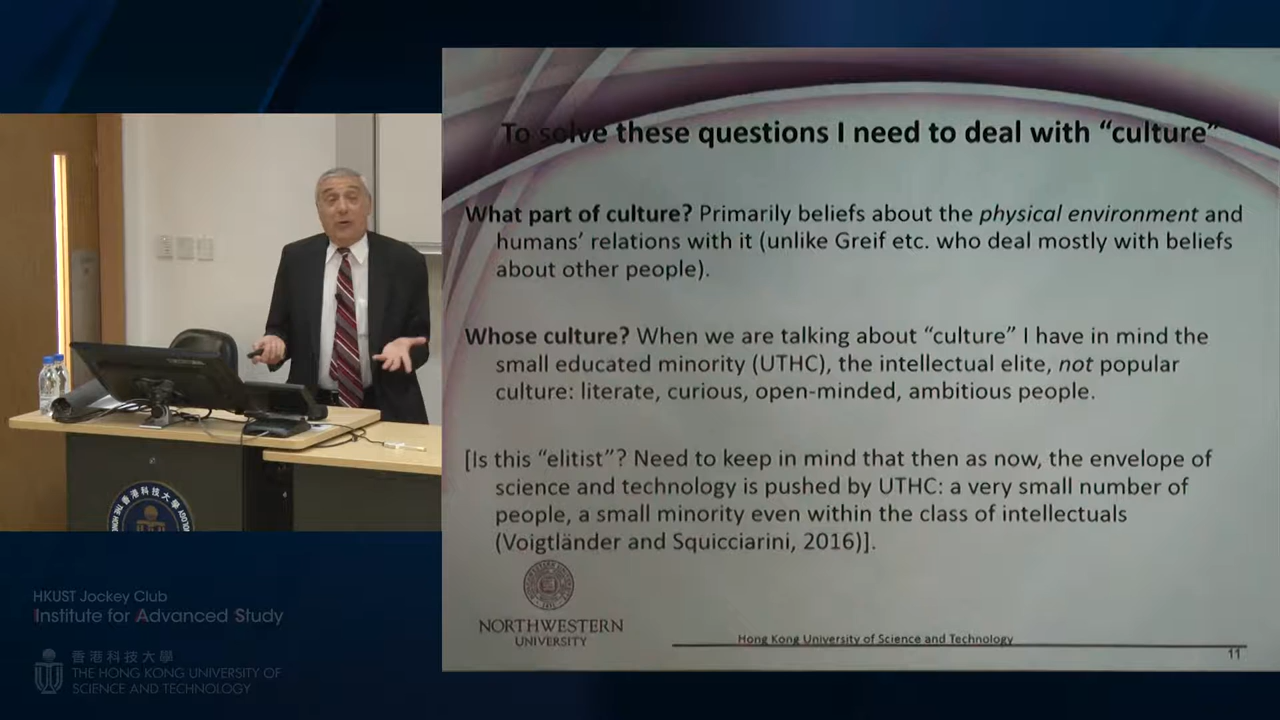 To solve these questions I need to deal with “culture”
What part of culture? Primarily beliefs about the physical environment and
humans’ relations with it (unlike Greif etc. who deal mostly with beliefs
about other people).
Whose culture? When we are talking about “culture” I have in mind the
small educated minority (UTHC), the intellectual elite, not popular
culture: literate, curious, open-minded, ambitious people.
[Is this “elitist”? Need to keep in mind that then as now, the envelope of
science and technology is pushed by UTHC: a very small number of
people, a small minority even within the class of intellectuals
(Voigtländer and Squicciarini, 2016)].
NORTHWESTERN
UNIVERSITY
Hong Kong University of Science and Technology
11
香港科技大學
HKUST Jockey Club
Institute for Advanced Study
香港科技大學
THE HONG KONG UNIVERSITY OF
SCIENCE AND TECHNOLOGY